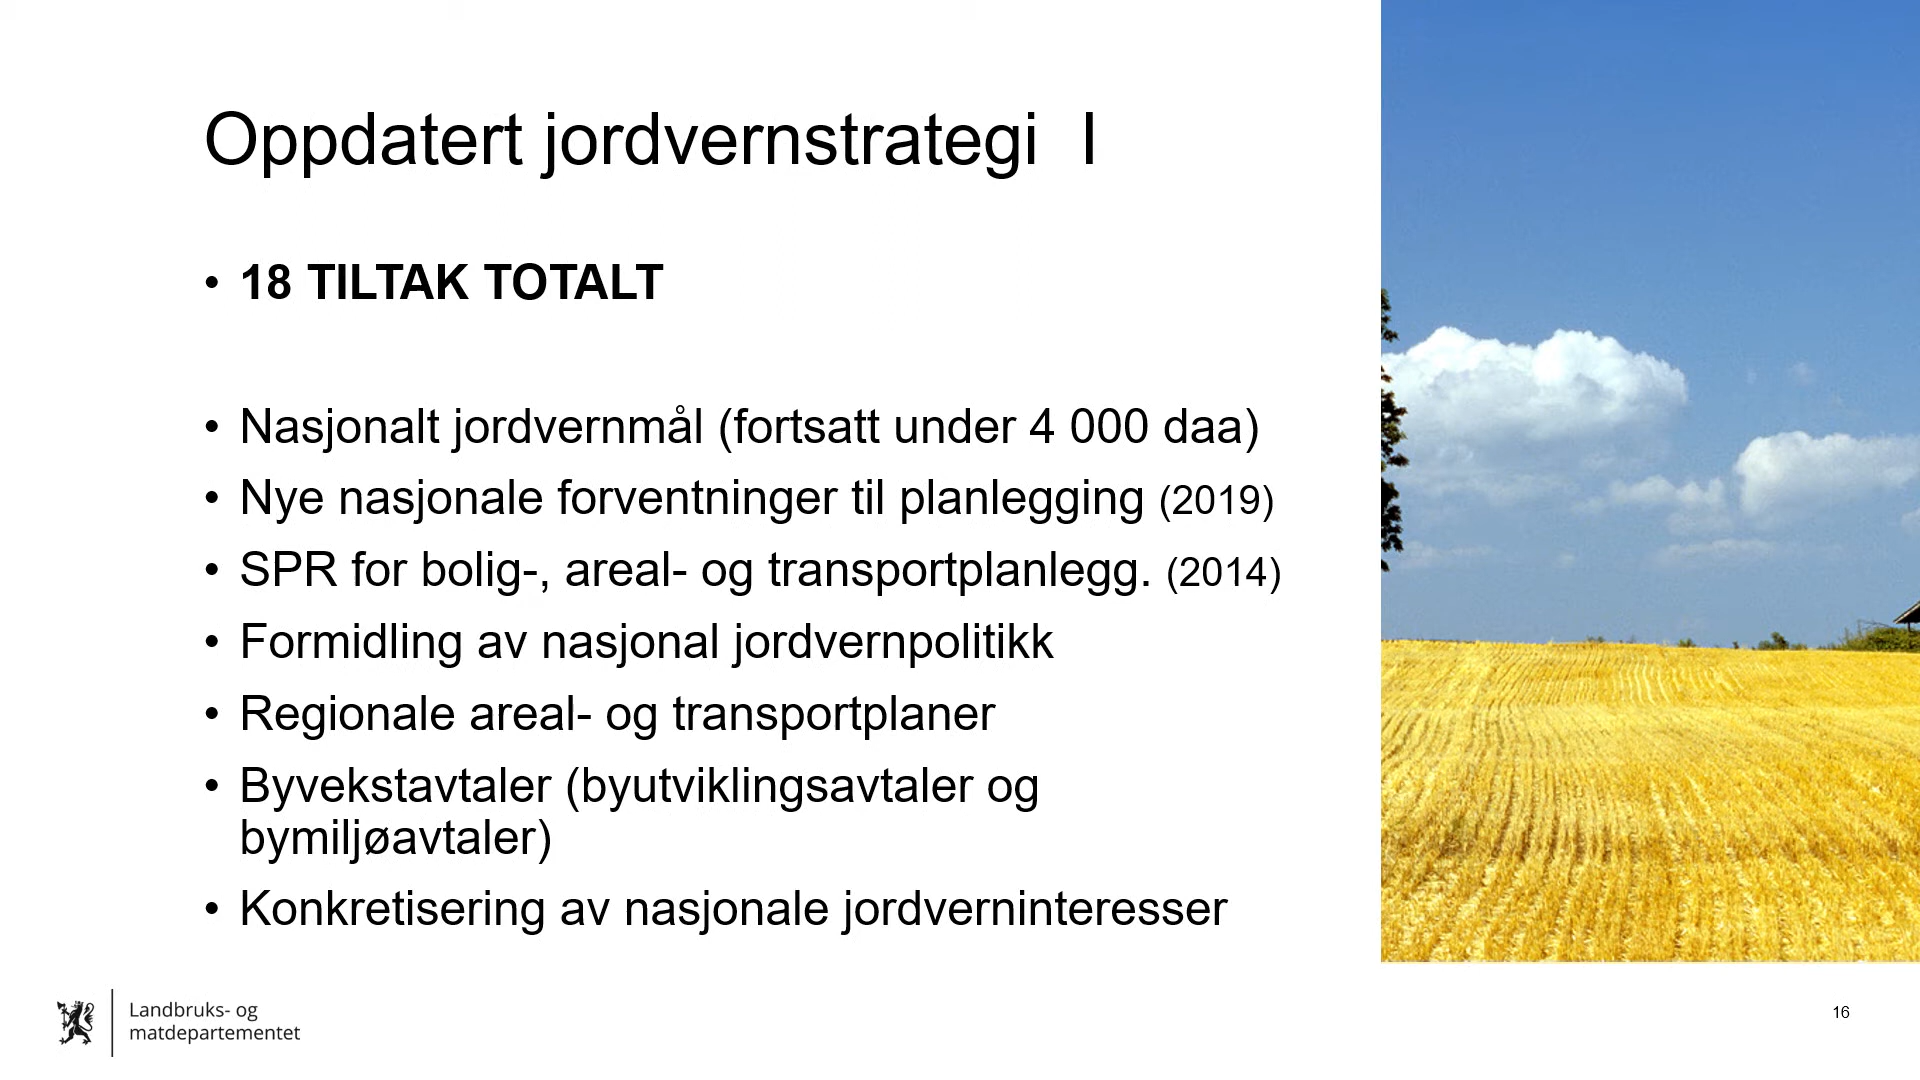 Oppdatert jordvernstrategi  I
• 18 TILTAK TOTALT
• Nasjonalt jordvernmål (fortsatt under 4 000 daa)
• Nye nasjonale forventninger til planlegging (2019)
• SPR for bolig-, areal- og transportplanlegg. (2014)
• Formidling av nasjonal jordvernpolitikk
• Regionale areal- og transportplaner
• Byvekstavtaler (byutviklingsavtaler og
bymiljøavtaler)
• Konkretisering av nasjonale jordverninteresser
Landbruks- og
matdepartementet
16